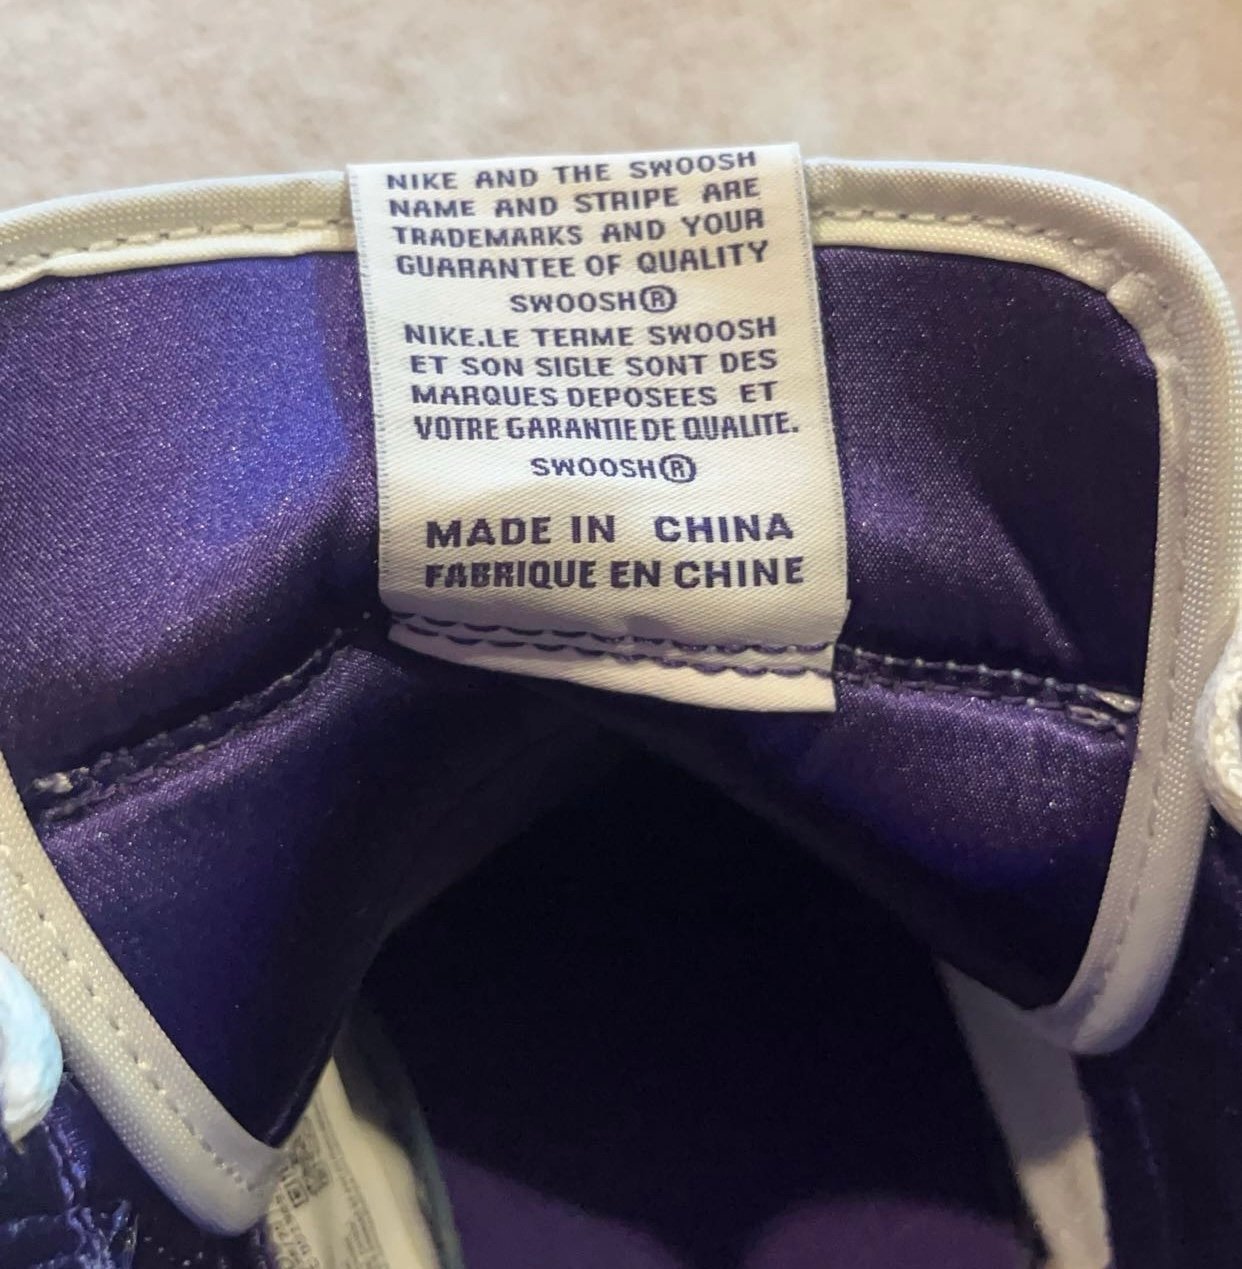 NIKE AND THE SWOOSH
NAME AND STRIPE ARE
TRADEMARKS AND YOUR
GUARANTEE OF QUALITY
SWOOSH®
NIKE.LE TERME SWOOSH
ET SON SIGLE SONT DES
MARQUES DEPOSEES ET
VOTRE GARANTIE DE QUALITE.
SWOOSH®
MADE IN CHINA
FABRIQUE EN CHINE